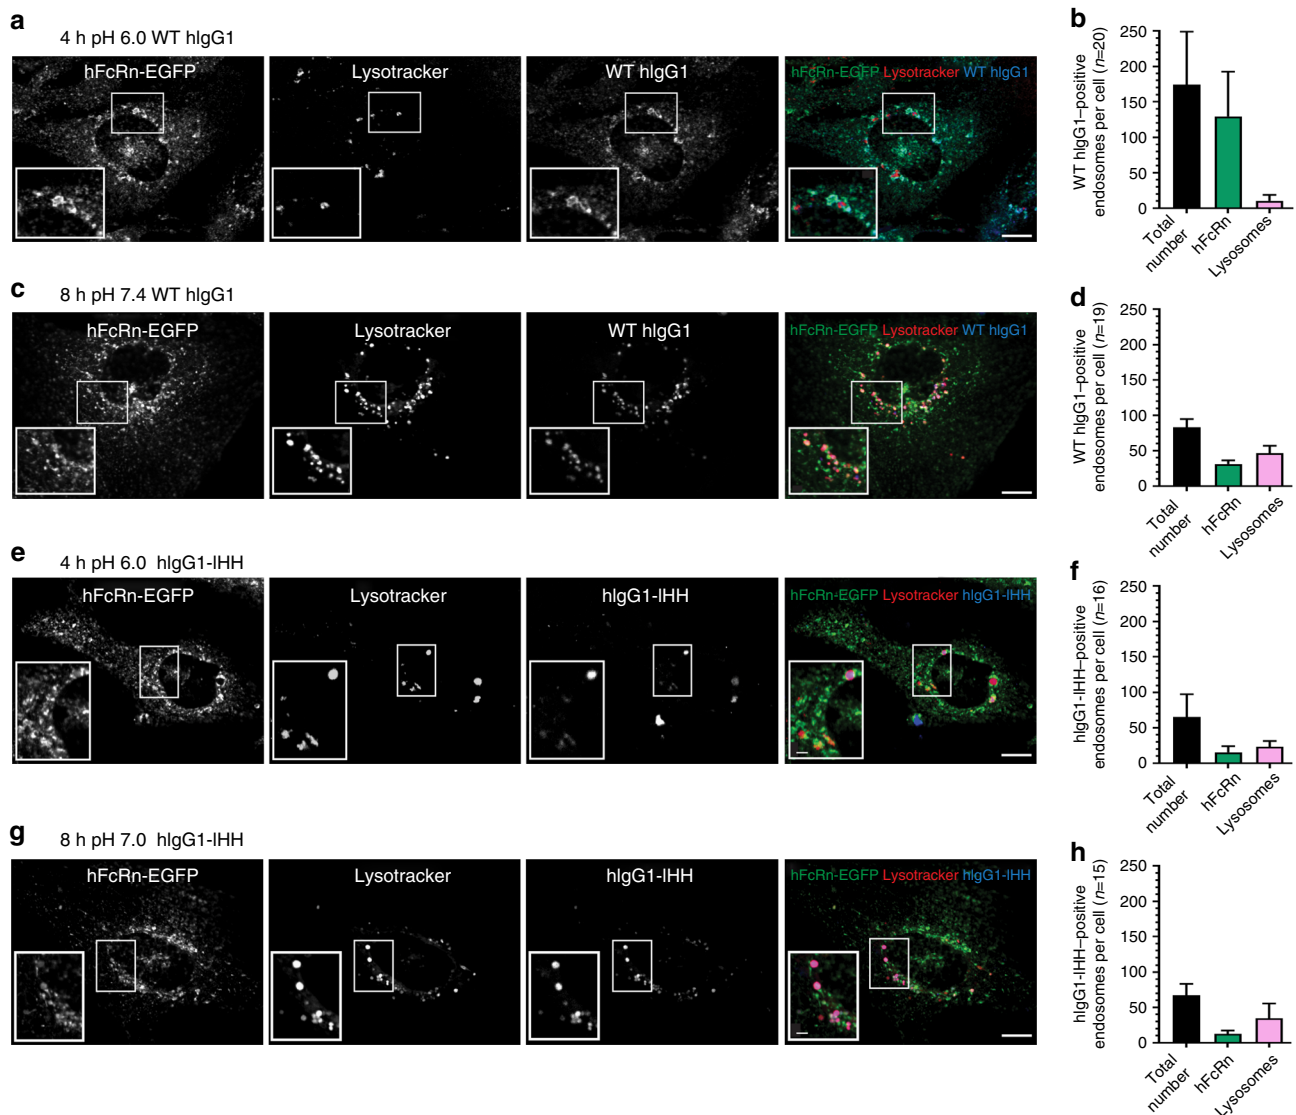 a
4 h pH 6.0 WT hIgG1
hFcRn-EGFP
Lysotracker
WT hIgG1
hFcRn-EGFP Lysotracker WT hIgG1
b
WT hIgG1–positive
endosomes per cell (n=20)
250
200
150
100
50
0
Total
number
hFcRn
Lysosomes
c
8 h pH 7.4 WT hIgG1
hFcRn-EGFP
Lysotracker
WT hIgG1
hFcRn-EGFP Lysotracker WT hIgG1
d
WT hIgG1–positive
endosomes per cell (n=19)
250
200
150
100
50
0
Total
number
hFcRn
Lysosomes
e
4 h pH 6.0 hIgG1-IHH
hFcRn-EGFP
Lysotracker
hIgG1-IHH
hFcRn-EGFP Lysotracker hIgG1-IHH
f
hIgG1-IHH–positive
endosomes per cell (n=16)
250
200
150
100
50
0
Total
number
hFcRn
Lysosomes
g
8 h pH 7.0 hIgG1-IHH
hFcRn-EGFP
Lysotracker
hIgG1-IHH
hFcRn-EGFP Lysotracker hIgG1-IHH
h
hIgG1-IHH–positive
endosomes per cell (n=15)
250
200
150
100
50
0
Total
number
hFcRn
Lysosomes